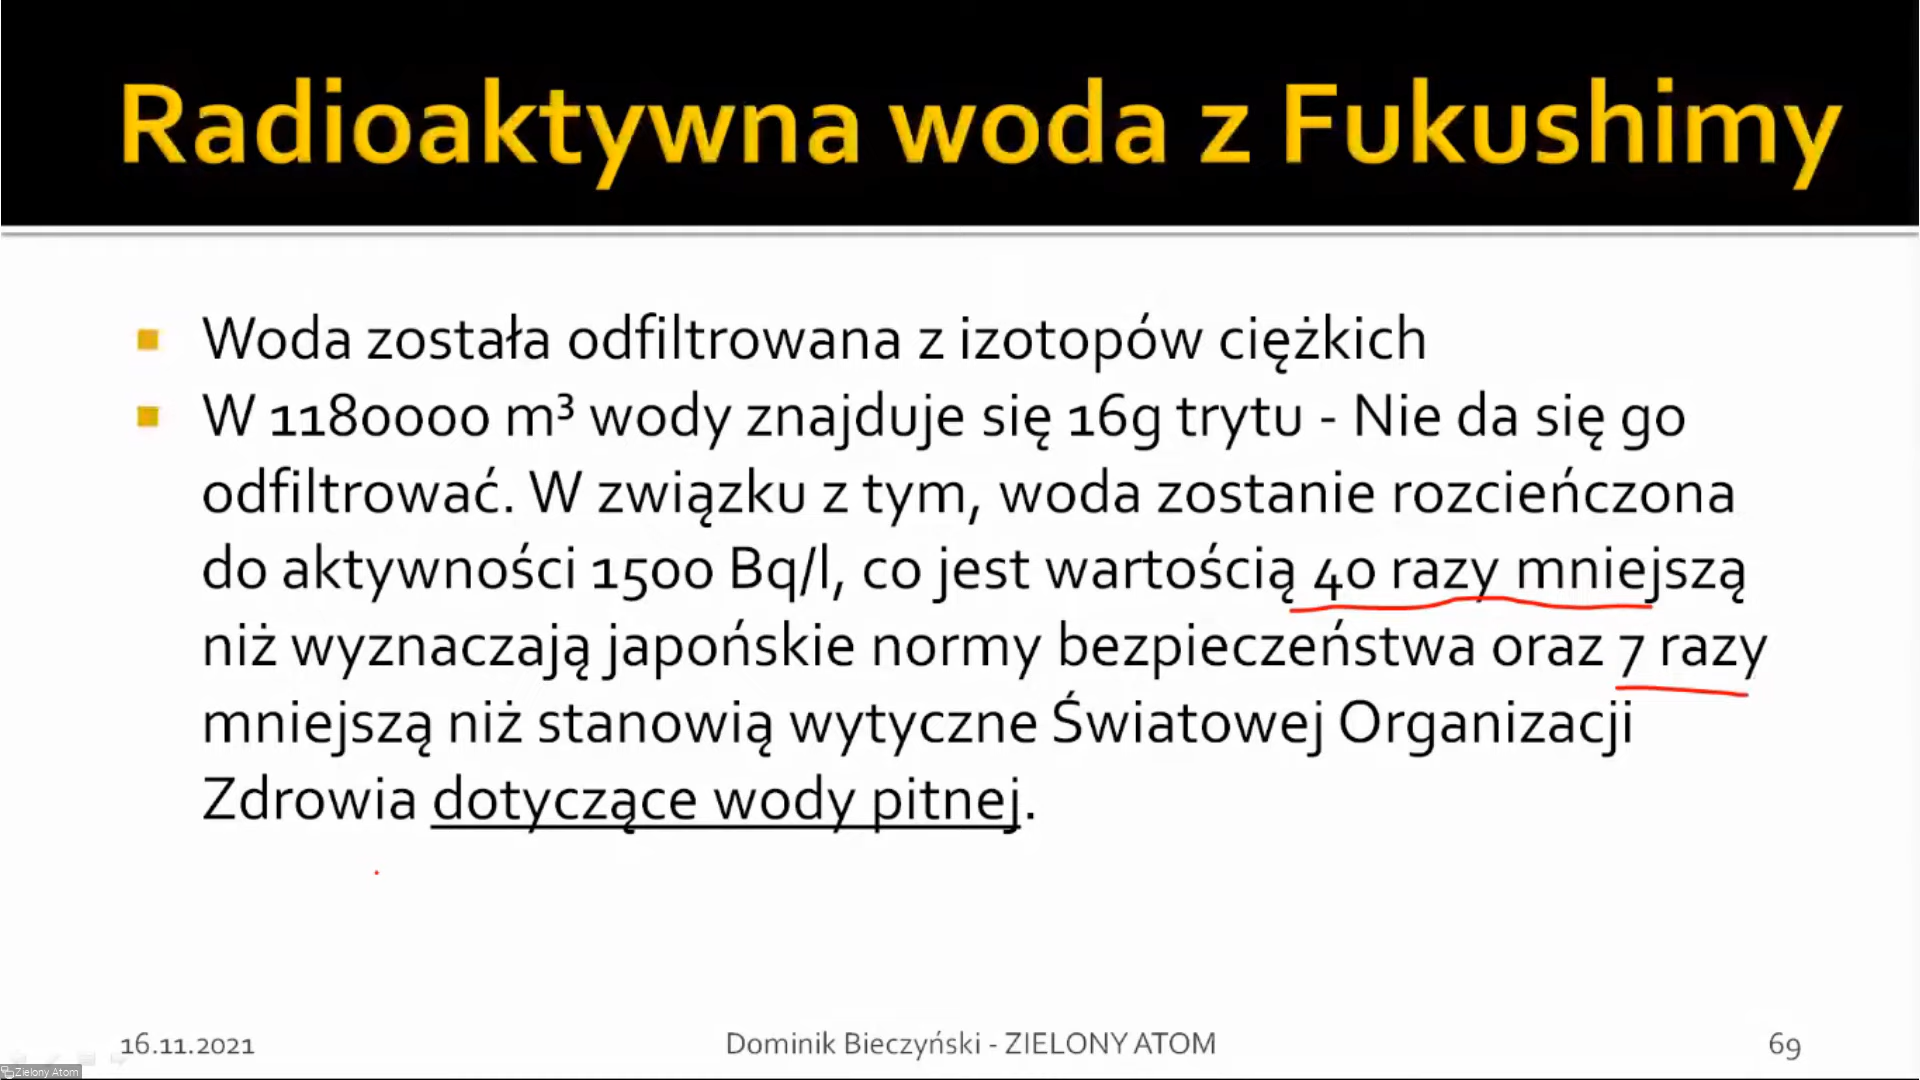 Radioaktywna woda z Fukushimy
Woda została odfiltrowana z izotopów ciężkich
W 1180000 m³ wody znajduje się 16g trytu - Nie da się go
odfiltrować. W związku z tym, woda zostanie rozcieńczona
do aktywności 1500 Bq/l, co jest wartością 40 razy mniejszą
niż wyznaczają japońskie normy bezpieczeństwa oraz 7 razy
mniejszą niż stanowią wytyczne Światowej Organizacji
Zdrowia dotyczące wody pitnej.
16.11.2021
Dominik Bieczyński - ZIELONY ATOM
69
Zielony Atom